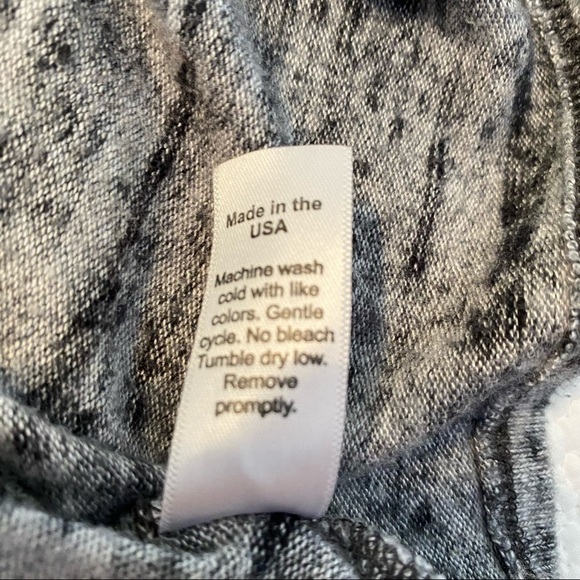 Made in the
USA
Machine wash
cold with like
colors. Gentle
cycle. No bleach
Tumble dry low.
Remove
promptly.